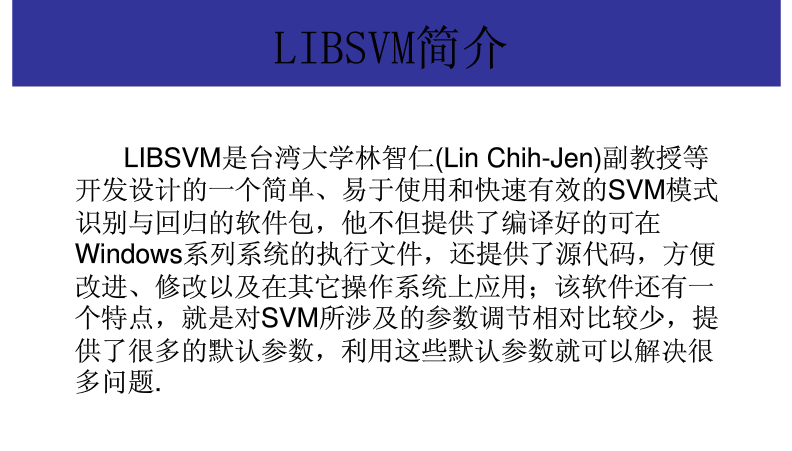 LIBSVM简介
LIBSVM是台湾大学林智仁(Lin Chih-Jen)副教授等
开发设计的一个简单、易于使用和快速有效的SVM模式
识别与回归的软件包，他不但提供了编译好的可在
Windows系列系统的执行文件，还提供了源代码，方便
改进、修改以及在其它操作系统上应用；该软件还有一
个特点，就是对SVM所涉及的参数调节相对比较少，提
供了很多的默认参数，利用这些默认参数就可以解决很
多问题.